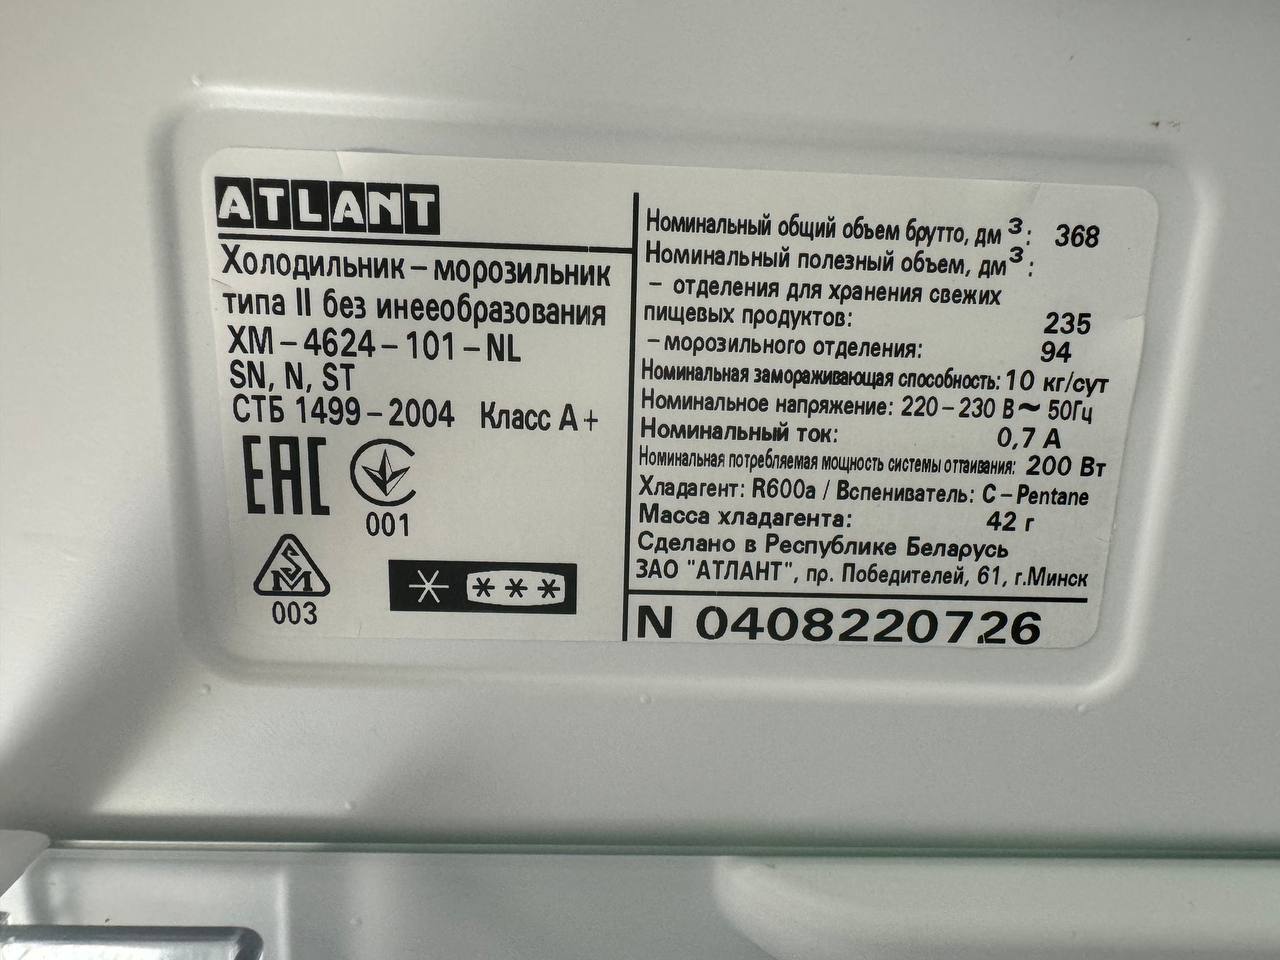 ATLANT
Холодильник – морозильник
типа II без инееобразования
ХМ – 4624 – 101 – NL
SN, N, ST
СТБ 1499 – 2004 Класс А+
ЕАС
001
003
Номинальный общий объем брутто, дм³: 368
Номинальный полезный объем, дм³:
– отделения для хранения свежих
пищевых продуктов: 235
– морозильного отделения: 94
Номинальная замораживающая способность: 10 кг/сут
Номинальное напряжение: 220 – 230 В ~ 50Гц
Номинальный ток: 0,7 А
Номинальная потребляемая мощность системы оттаивания: 200 Вт
Хладагент: R600a / Вспениватель: C – Pentane
Масса хладагента: 42 г
Сделано в Республике Беларусь
ЗАО "АТЛАНТ", пр. Победителей, 61, г.Минск
N 0408220726